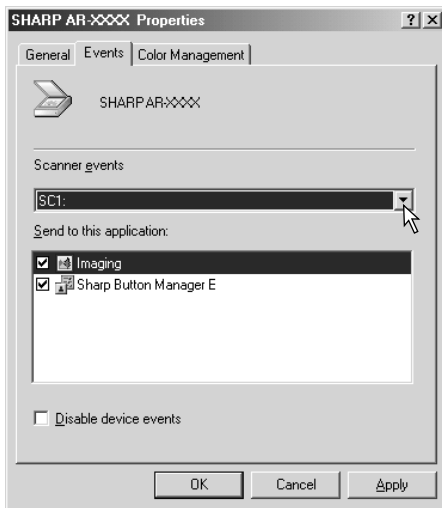 SHARP AR-XXXX Properties
General Events Color Management
SHARP AR-XXXX
Scanner events
SC1:
Send to this application:
Imaging
Sharp Button Manager E
Disable device events
OK Cancel Apply